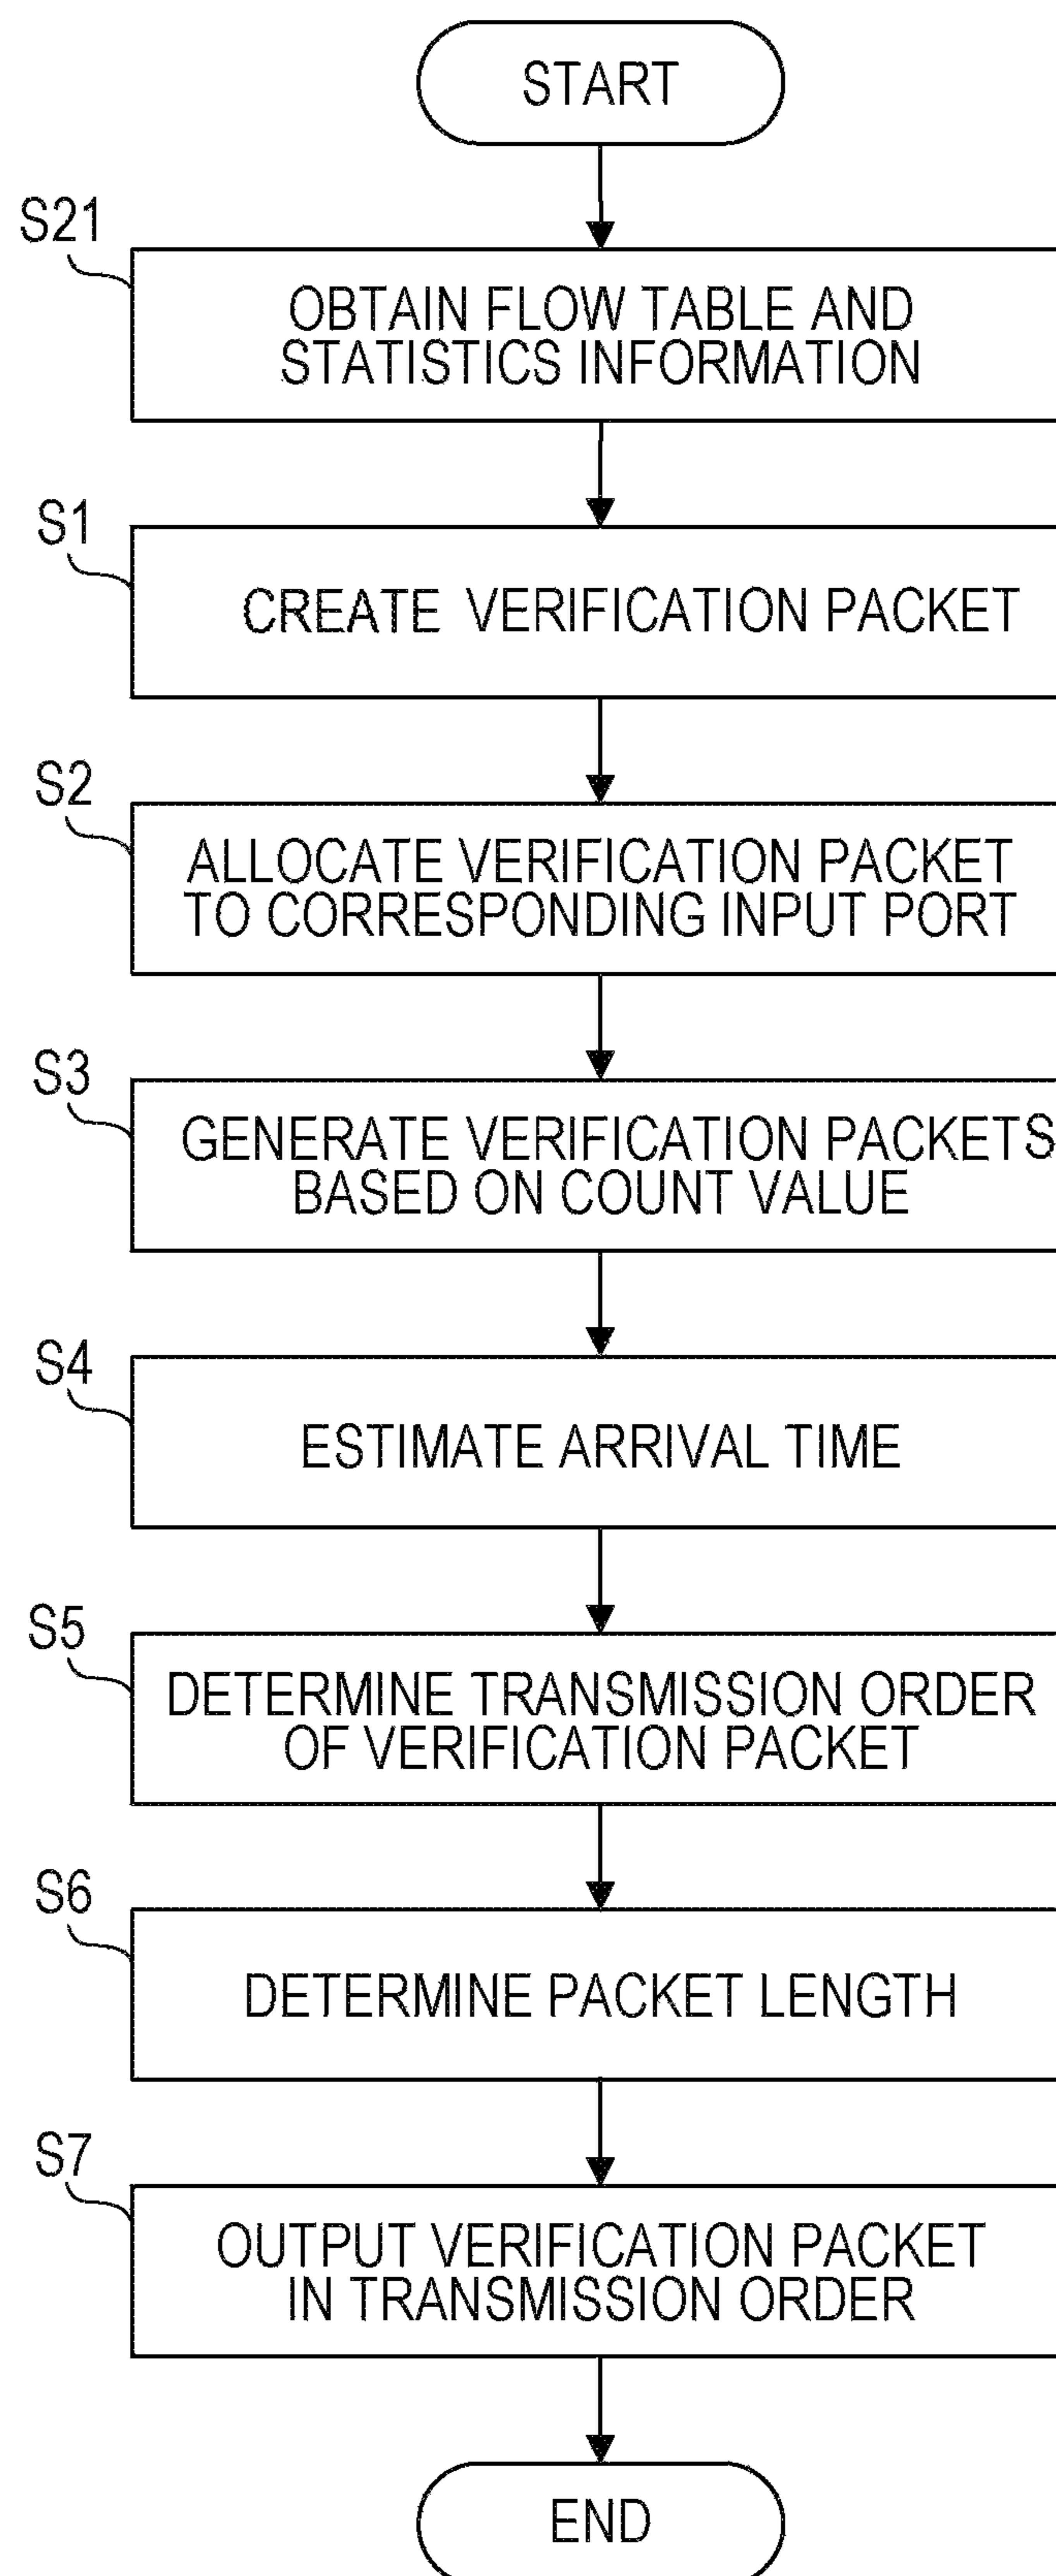 START
S21
OBTAIN FLOW TABLE AND
STATISTICS INFORMATION
S1
CREATE VERIFICATION PACKET
S2
ALLOCATE VERIFICATION PACKET
TO CORRESPONDING INPUT PORT
S3
GENERATE VERIFICATION PACKETS
BASED ON COUNT VALUE
S4
ESTIMATE ARRIVAL TIME
S5
DETERMINE TRANSMISSION ORDER
OF VERIFICATION PACKET
S6
DETERMINE PACKET LENGTH
S7
OUTPUT VERIFICATION PACKET
IN TRANSMISSION ORDER
END